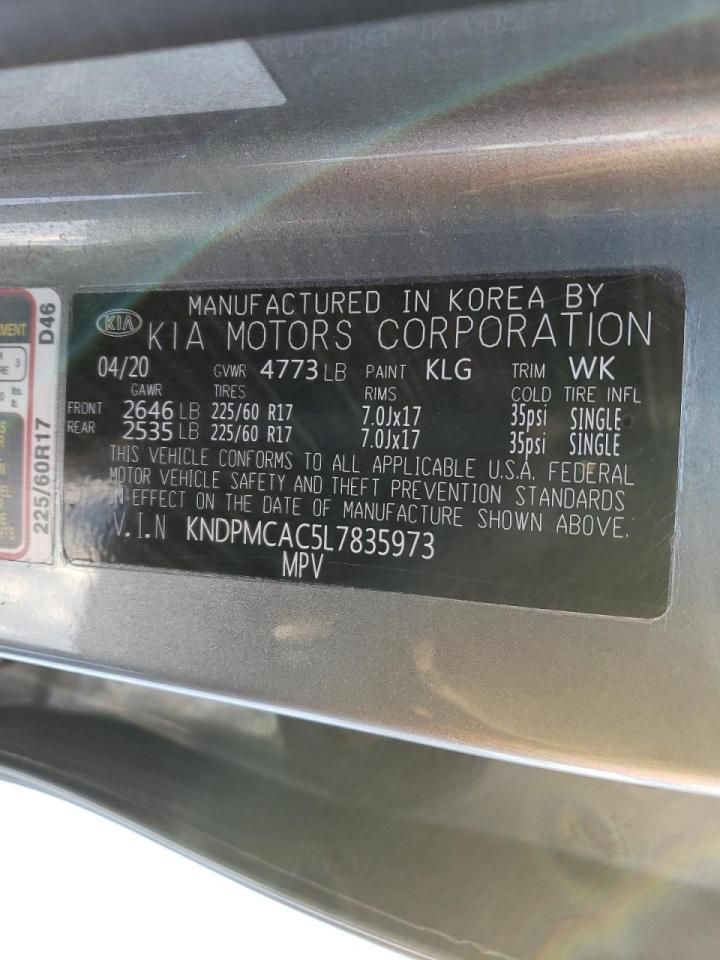 MANUFACTURED IN KOREA BY
KIA KIA MOTORS CORPORATION
04/20 GVWR 4773 LB PAINT KLG TRIM WK
GAWR TIRES RIMS COLD TIRE INFL
FRONT 2646 LB 225/60 R17 7.0Jx17 35psi SINGLE
REAR 2535 LB 225/60 R17 7.0Jx17 35psi SINGLE
THIS VEHICLE CONFORMS TO ALL APPLICABLE U.S.A. FEDERAL
MOTOR VEHICLE SAFETY AND THEFT PREVENTION STANDARDS
IN EFFECT ON THE DATE OF MANUFACTURE SHOWN ABOVE.
V.I.N KNDPMCAC5L7835973
MPV
225/60R17 D46
3